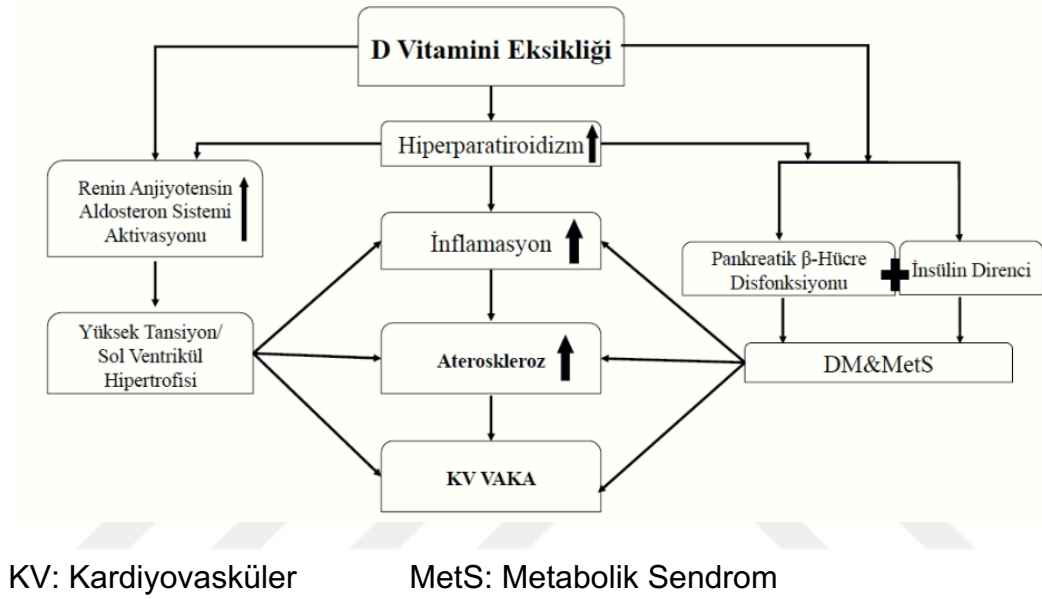 D Vitamini Eksikliği
Hiperparatiroidizm
Renin Anjiyotensin
Aldosteron Sistemi
Aktivasyonu
İnflamasyon
Pankreatik β-Hücre
Disfonksiyonu
İnsülin Direnci
Yüksek Tansiyon/
Sol Ventrikül
Hipertrofisi
Ateroskleroz
DM&MetS
KV VAKA
KV: Kardiyovasküler MetS: Metabolik Sendrom